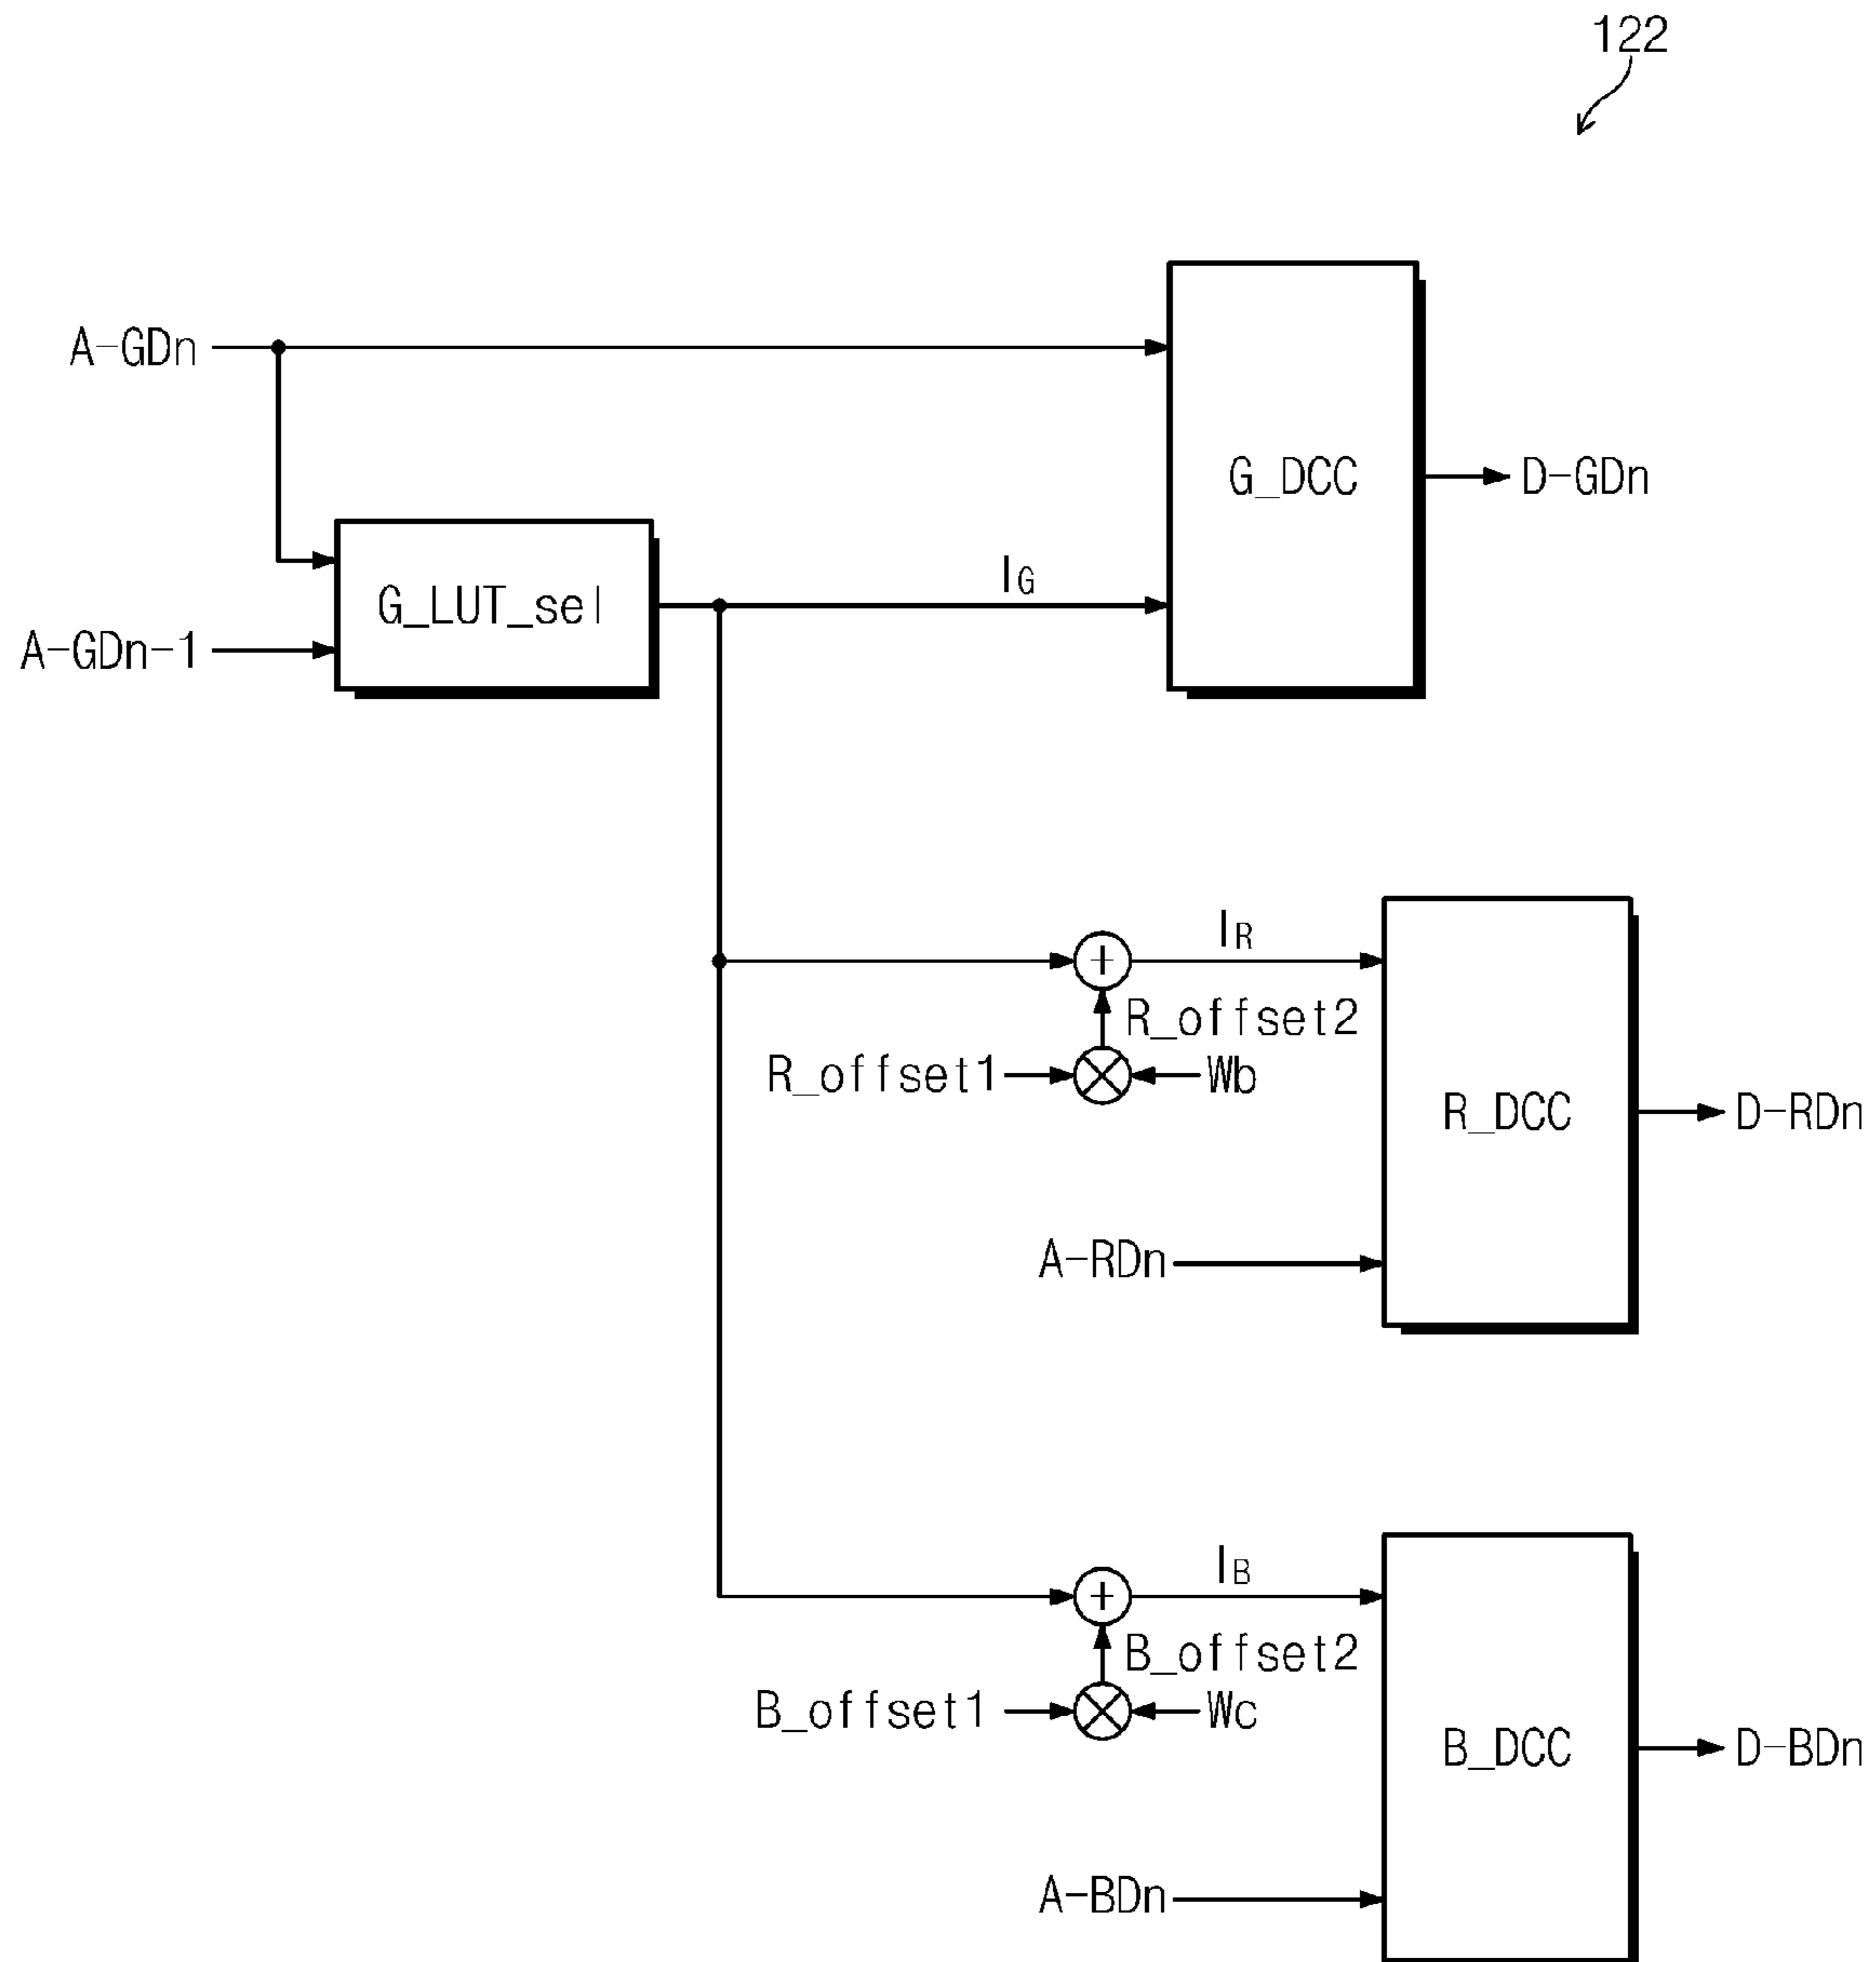 122
A-GDn
G_DCC
D-GDn
IG
G_LUT_sel
A-GDn-1
IR
R_offset2
R_offset1
Wb
R_DCC
D-RDn
A-RDn
IB
B_offset2
B_offset1
Wc
B_DCC
D-BDn
A-BDn